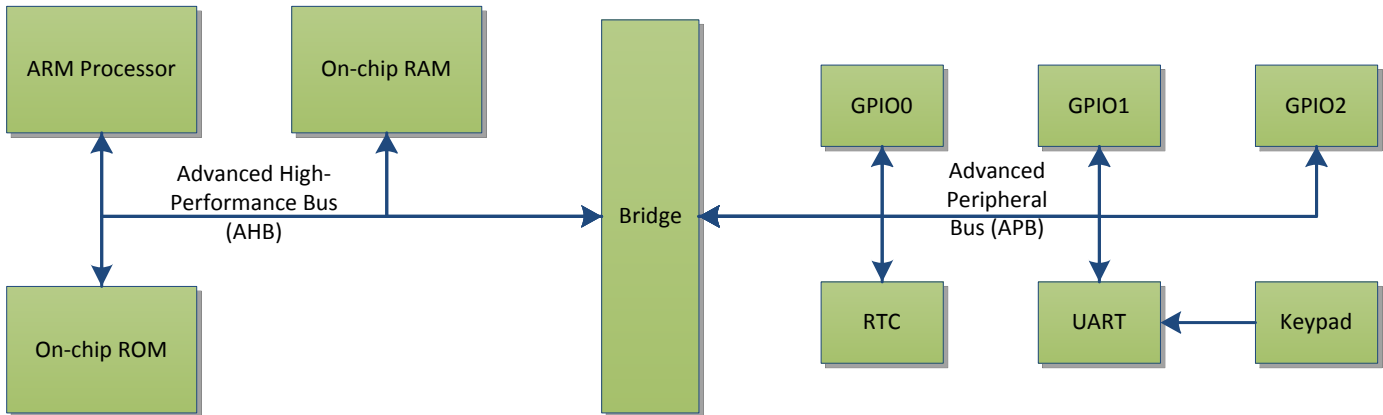 ARM Processor
On-chip RAM
Advanced High-
Performance Bus
(AHB)
On-chip ROM
Bridge
GPIO0
GPIO1
GPIO2
Advanced
Peripheral
Bus (APB)
RTC
UART
Keypad